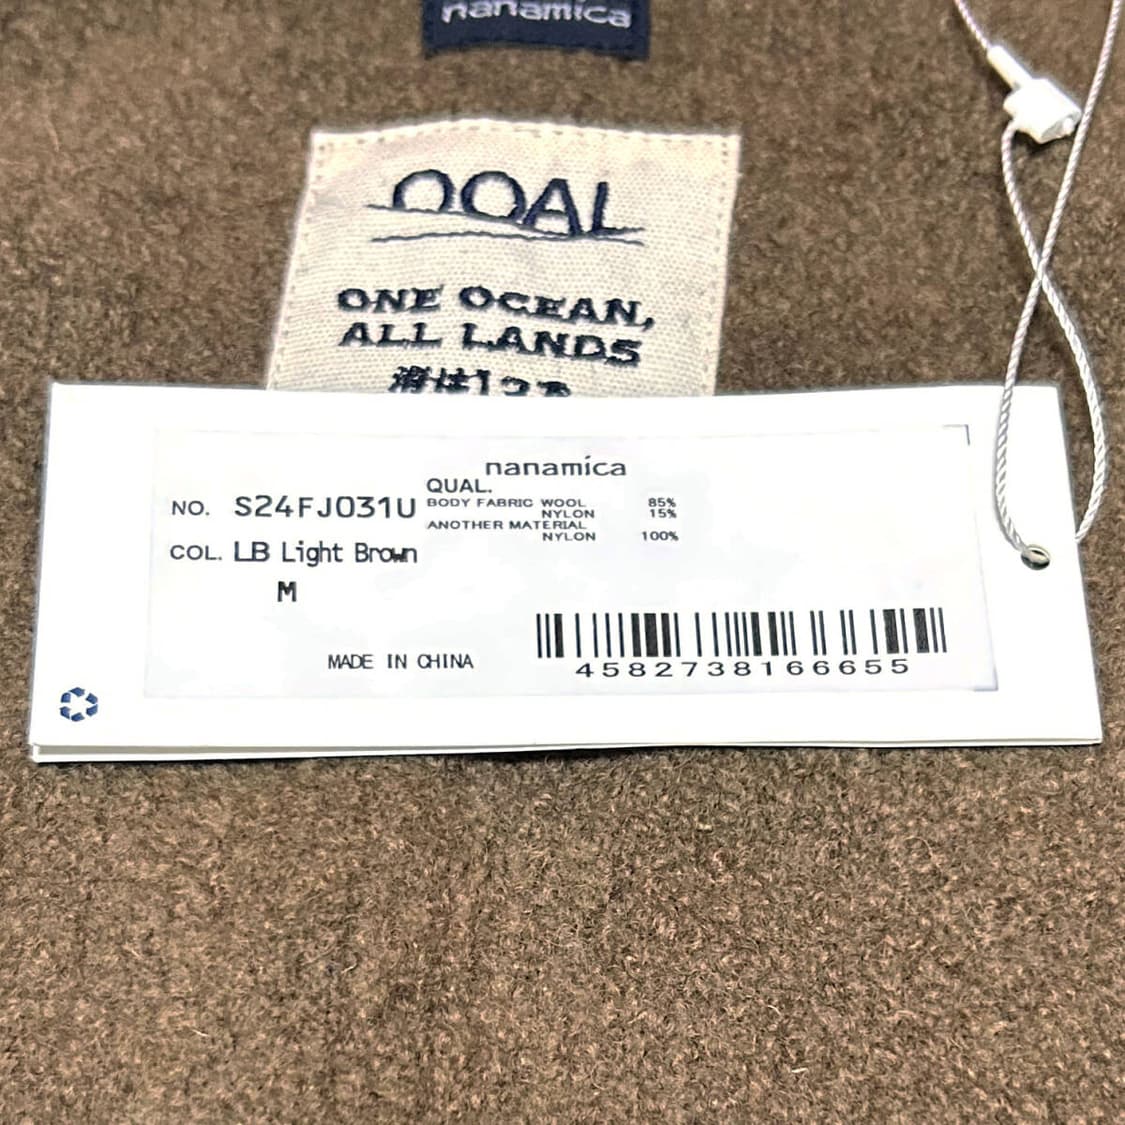 nanamica
OOAL
ONE OCEAN,
ALL LANDS
nanamica
QUAL.
NO. S24FJ031U
BODY FABRIC WOOL 85%
NYLON 15%
ANOTHER MATERIAL
NYLON 100%
COL. LB Light Brown
M
MADE IN CHINA
4582738166655